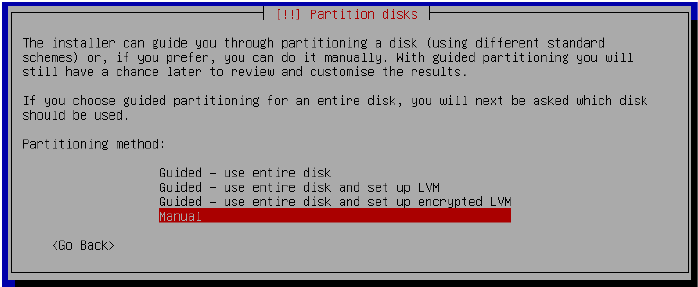 [!!] Partition disks
The installer can guide you through partitioning a disk (using different standard
schemes) or, if you prefer, you can do it manually. With guided partitioning you will
still have a chance later to review and customise the results.
If you choose guided partitioning for an entire disk, you will next be asked which disk
should be used.
Partitioning method:
Guided - use entire disk
Guided - use entire disk and set up LVM
Guided - use entire disk and set up encrypted LVM
Manual
<Go Back>